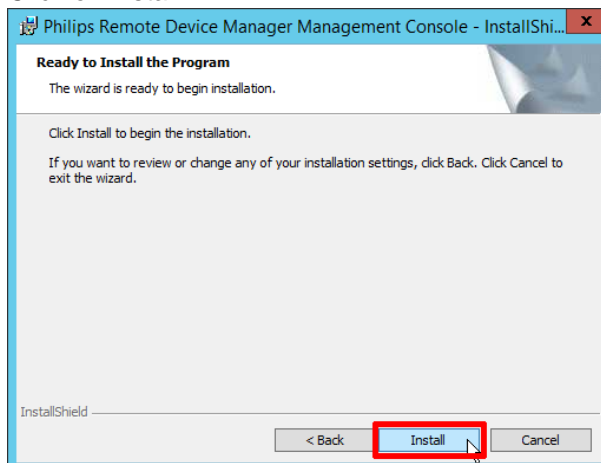 Philips Remote Device Manager Management Console - InstallShi...
Ready to Install the Program
The wizard is ready to begin installation.
Click Install to begin the installation.
If you want to review or change any of your installation settings, click Back. Click Cancel to
exit the wizard.
InstallShield
< Back Install Cancel